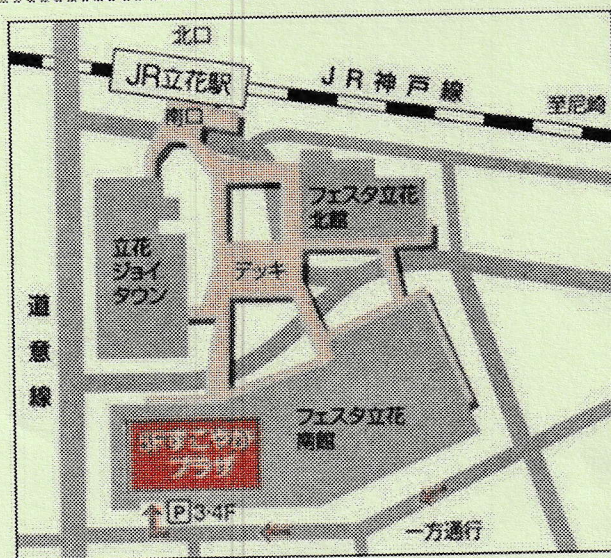 北口
JR立花駅
JR神戸線
至尼崎
南口
フェスタ立花
北館
立花
ジョイ
タウン
デッキ
道意線
フェスタ立花
南館
すこやか
プラザ
P 3·4F
一方通行